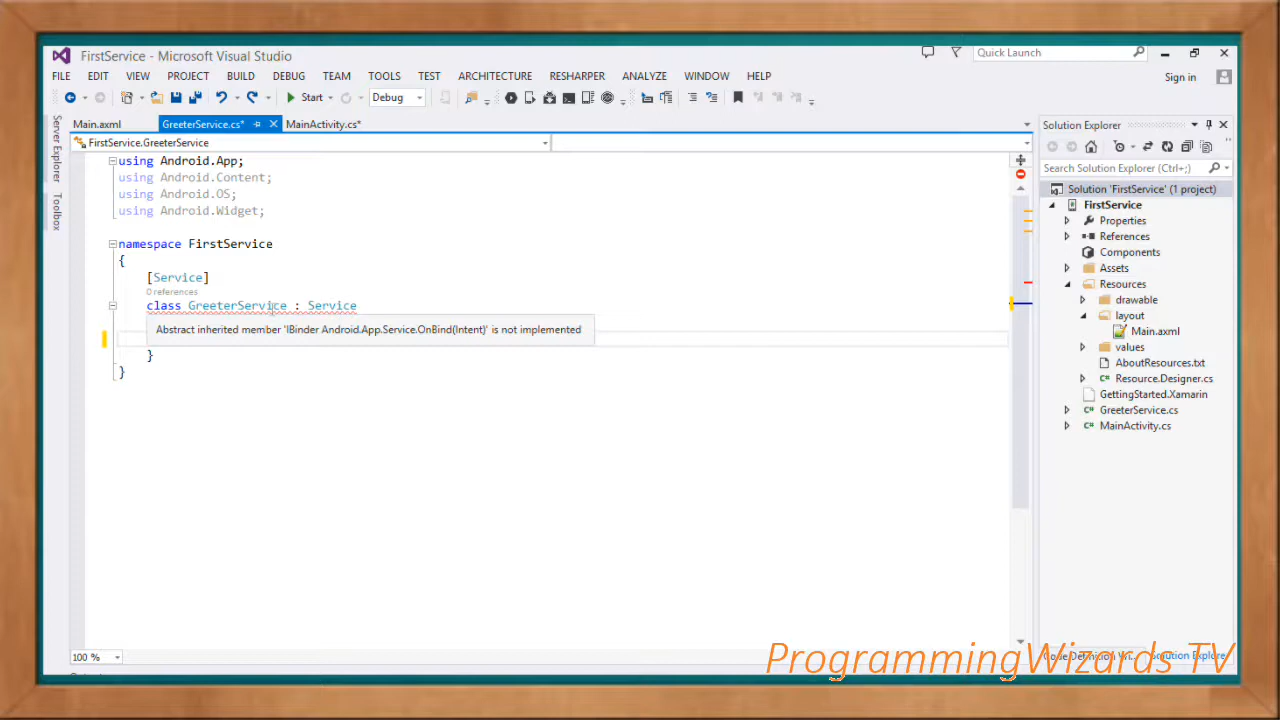 FirstService - Microsoft Visual Studio
Quick Launch
FILE EDIT VIEW PROJECT BUILD DEBUG TEAM TOOLS TEST ARCHITECTURE RESHARPER ANALYZE WINDOW HELP
Sign in
Start Debug
Server Explorer
Toolbox
Main.axml GreeterService.cs* MainActivity.cs*
FirstService.GreeterService
using Android.App;
using Android.Content;
using Android.OS;
using Android.Widget;
namespace FirstService
{
[Service]
0 references
class GreeterService : Service
Abstract inherited member 'IBinder Android.App.Service.OnBind(Intent)' is not implemented
}
}
100 %
Solution Explorer
Search Solution Explorer (Ctrl+;)
Solution 'FirstService' (1 project)
FirstService
Properties
References
Components
Assets
Resources
drawable
layout
Main.axml
values
AboutResources.txt
Resource.Designer.cs
GettingStarted.Xamarin
GreeterService.cs
MainActivity.cs
Solution Explorer
ProgrammingWizards TV